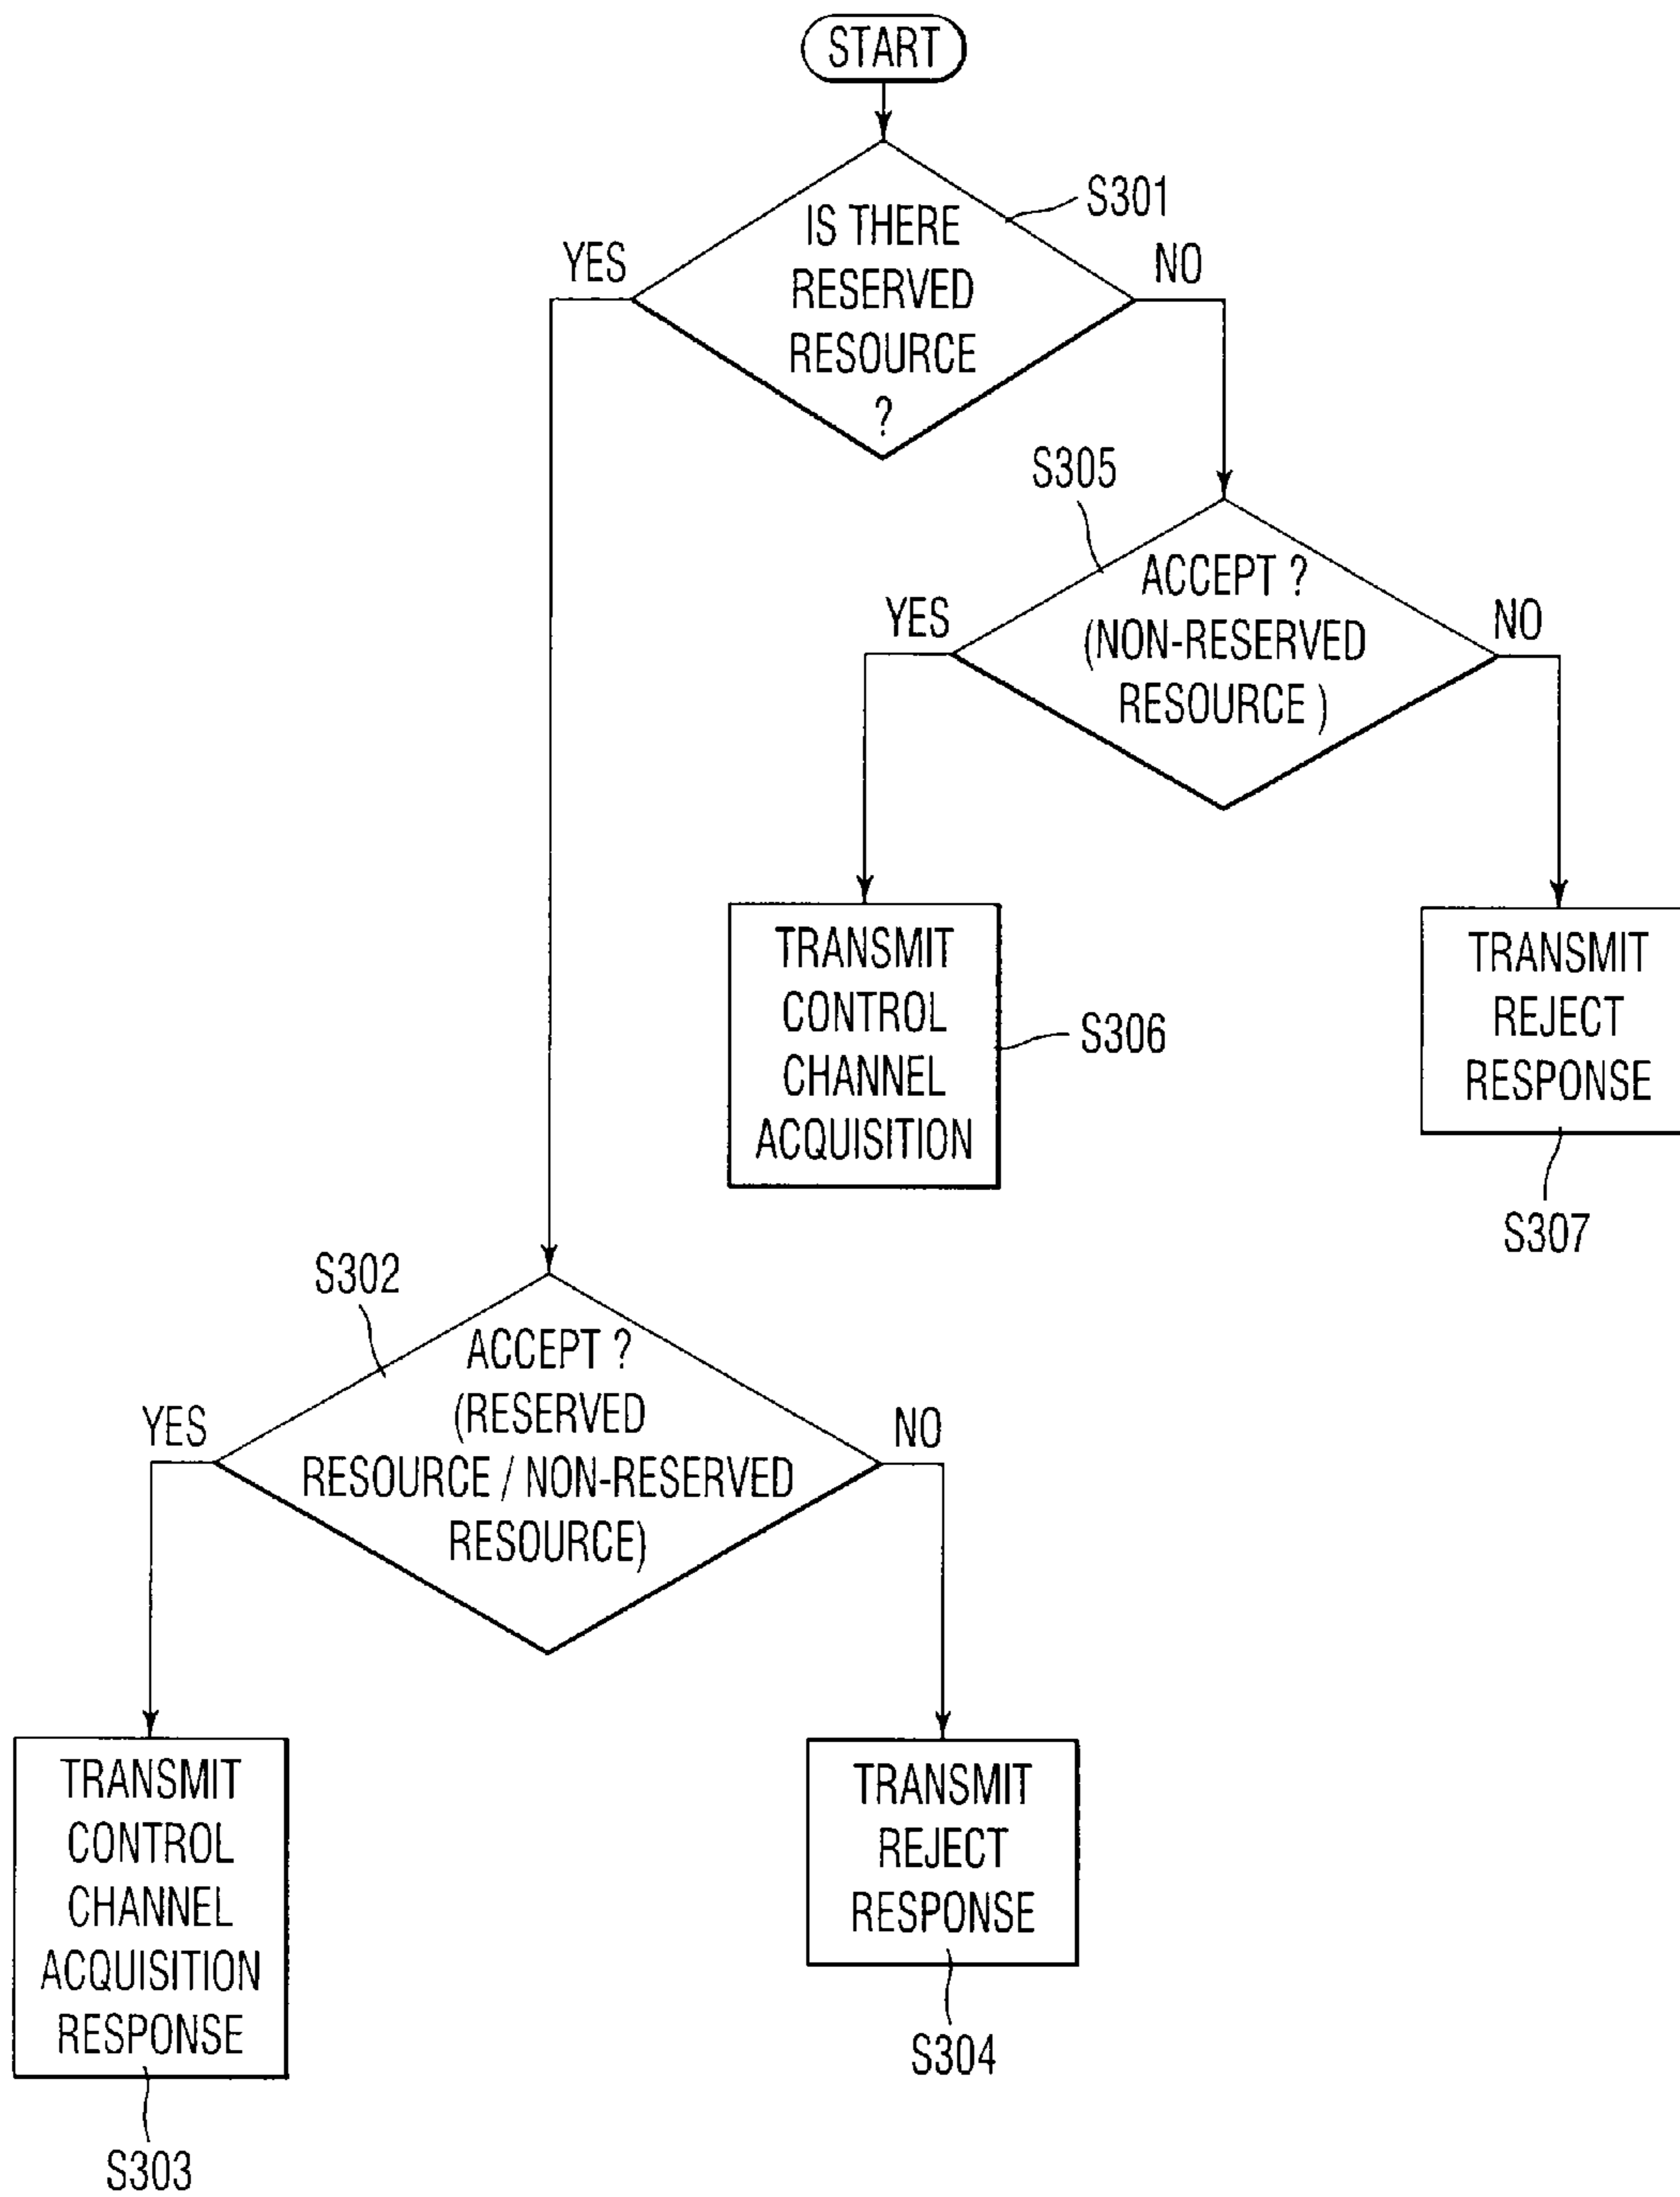 START
S301
IS THERE
RESERVED
RESOURCE
?
YES
NO
S305
ACCEPT ?
(NON-RESERVED
RESOURCE )
YES
NO
TRANSMIT
CONTROL
CHANNEL
ACQUISITION
S306
TRANSMIT
REJECT
RESPONSE
S307
S302
ACCEPT ?
(RESERVED
RESOURCE / NON-RESERVED
RESOURCE)
YES
NO
TRANSMIT
CONTROL
CHANNEL
ACQUISITION
RESPONSE
S303
TRANSMIT
REJECT
RESPONSE
S304